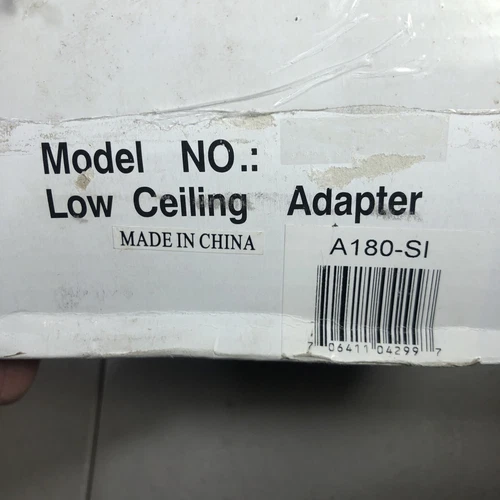 Model NO.:
Low Ceiling Adapter
MADE IN CHINA
A180-SI
7 06411 04299 7